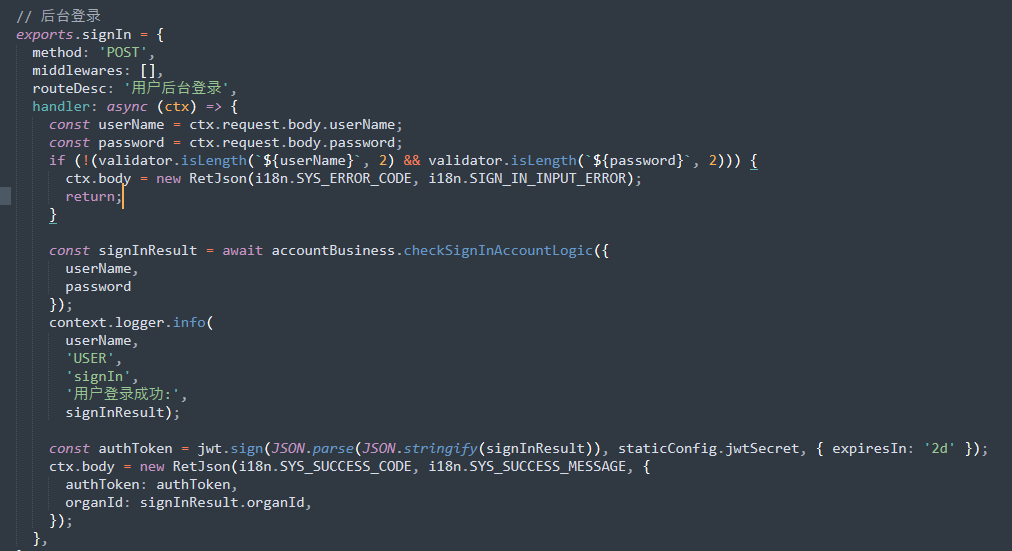 // 后台登录
exports.signIn = {
  method: 'POST',
  middlewares: [],
  routeDesc: '用户后台登录',
  handler: async (ctx) => {
    const userName = ctx.request.body.userName;
    const password = ctx.request.body.password;
    if (!(validator.isLength(`${userName}`, 2) && validator.isLength(`${password}`, 2))) {
      ctx.body = new RetJson(i18n.SYS_ERROR_CODE, i18n.SIGN_IN_INPUT_ERROR);
      return;
    }
    const signInResult = await accountBusiness.checkSignInAccountLogic({
      userName,
      password
    });
    context.logger.info(
      userName,
      'USER',
      'signIn',
      '用户登录成功:',
      signInResult);
    const authToken = jwt.sign(JSON.parse(JSON.stringify(signInResult)), staticConfig.jwtSecret, { expiresIn: '2d' });
    ctx.body = new RetJson(i18n.SYS_SUCCESS_CODE, i18n.SYS_SUCCESS_MESSAGE, {
      authToken: authToken,
      organId: signInResult.organId,
    });
  },